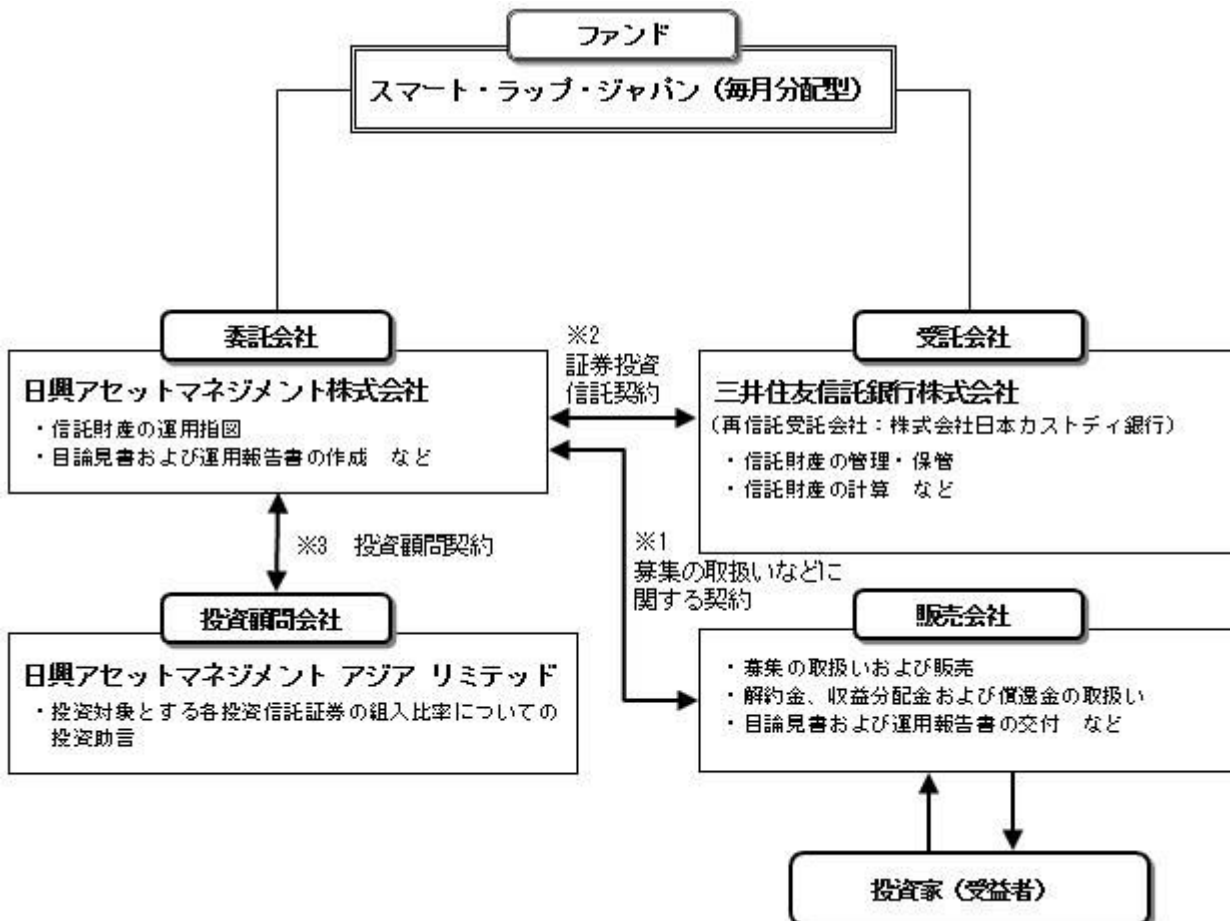 ファンド
スマート・ラップ・ジャパン（毎月分配型）
委託会社
日興アセットマネジメント株式会社
・信託財産の運用指図
・目論見書および運用報告書の作成　など
※2
証券投資
信託契約
受託会社
三井住友信託銀行株式会社
（再信託受託会社：株式会社日本カストディ銀行）
・信託財産の管理・保管
・信託財産の計算　など
※3　投資顧問契約
※1
募集の取扱いなどに
関する契約
投資顧問会社
日興アセットマネジメント アジア リミテッド
・投資対象とする各投資信託証券の組入比率についての
投資助言
販売会社
・募集の取扱いおよび販売
・解約金、収益分配金および償還金の取扱い
・目論見書および運用報告書の交付　など
投資家（受益者）